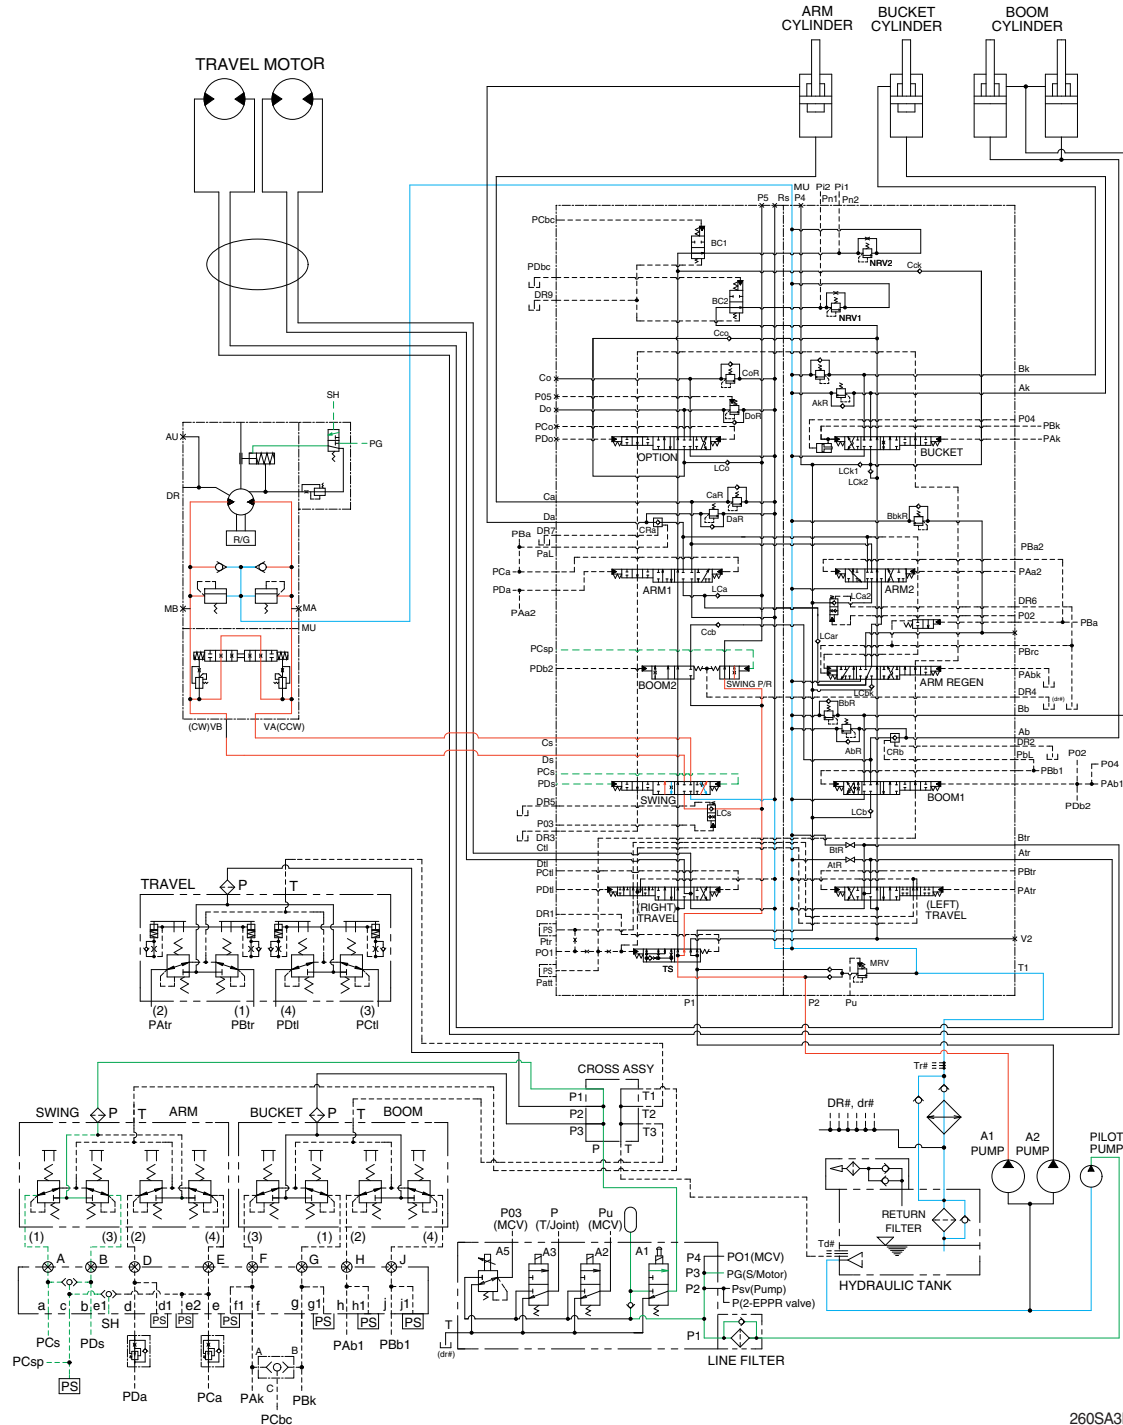 ARM
CYLINDER
BUCKET
CYLINDER
BOOM
CYLINDER
TRAVEL MOTOR
MU
Pi2
Pi1
P5
Rs
P4
Pn1
Pn2
PCbc
BC1
NRV2
Cck
PDbc
DR9
BC2
NRV1
Cco
Co
CoR
Bk
Ak
P05
Do
DoR
AkR
PCo
PDo
P04
PBk
PAk
OPTION
BUCKET
LCo
LCk1
LCk2
SH
AU
PG
DR
R/G
MB
MA
MU
(CW)VB
VA(CCW)
Ca
CaR
Da
DaR
BbkR
DR7
CRa
PBa
PaL
PCa
PDa
PAa2
ARM1
LCa
ARM2
LCa2
PBa2
PAa2
DR6
P02
PBa
Ccb
LCar
PCsp
PDb2
BOOM2
SWING P/R
ARM REGEN
LCbk
PBrc
PAbk
DR4
(dr#)
BbR
Bb
AbR
CRb
Ab
DR2
PbL
P02
P04
Cs
Ds
PCs
PDs
SWING
LCs
PBb1
PAb1
BOOM1
PDb2
LCb
DR5
P03
DR3
Ctl
Dtl
PCtl
PDtl
BtR
AtR
Btr
Atr
PBtr
PAtr
(RIGHT)
TRAVEL
(LEFT)
TRAVEL
DR1
PS
Ptr
PO1
PS
Patt
TS
MRV
V2
T1
P1
P2
Pu
TRAVEL
P
T
(2)
PAtr
(1)
PBtr
(4)
PDtl
(3)
PCtl
CROSS ASSY
P1
P2
P3
T1
T2
T3
P
T
Tr#
DR#, dr#
A1
PUMP
A2
PUMP
PILOT
PUMP
RETURN
FILTER
Td#
HYDRAULIC TANK
SWING
P
T
ARM
BUCKET
P
T
BOOM
(1)
(3)
(2)
(4)
(3)
(1)
(2)
(4)
A
B
D
E
F
G
H
J
a
c
b
e1
d
d1
e2
e
f1
f
g
g1
h
h1
j
j1
SH
PS
PS
PS
PS
PS
PS
PCs
PDs
PCsp
PS
PDa
PCa
A
B
C
PAk
PBk
PCbc
PAb1
PBb1
P03
(MCV)
P
(T/Joint)
Pu
(MCV)
A5
A3
A2
A1
P4
P3
P2
P1
PO1(MCV)
PG(S/Motor)
Psv(Pump)
P(2-EPPR valve)
T
(dr#)
LINE FILTER